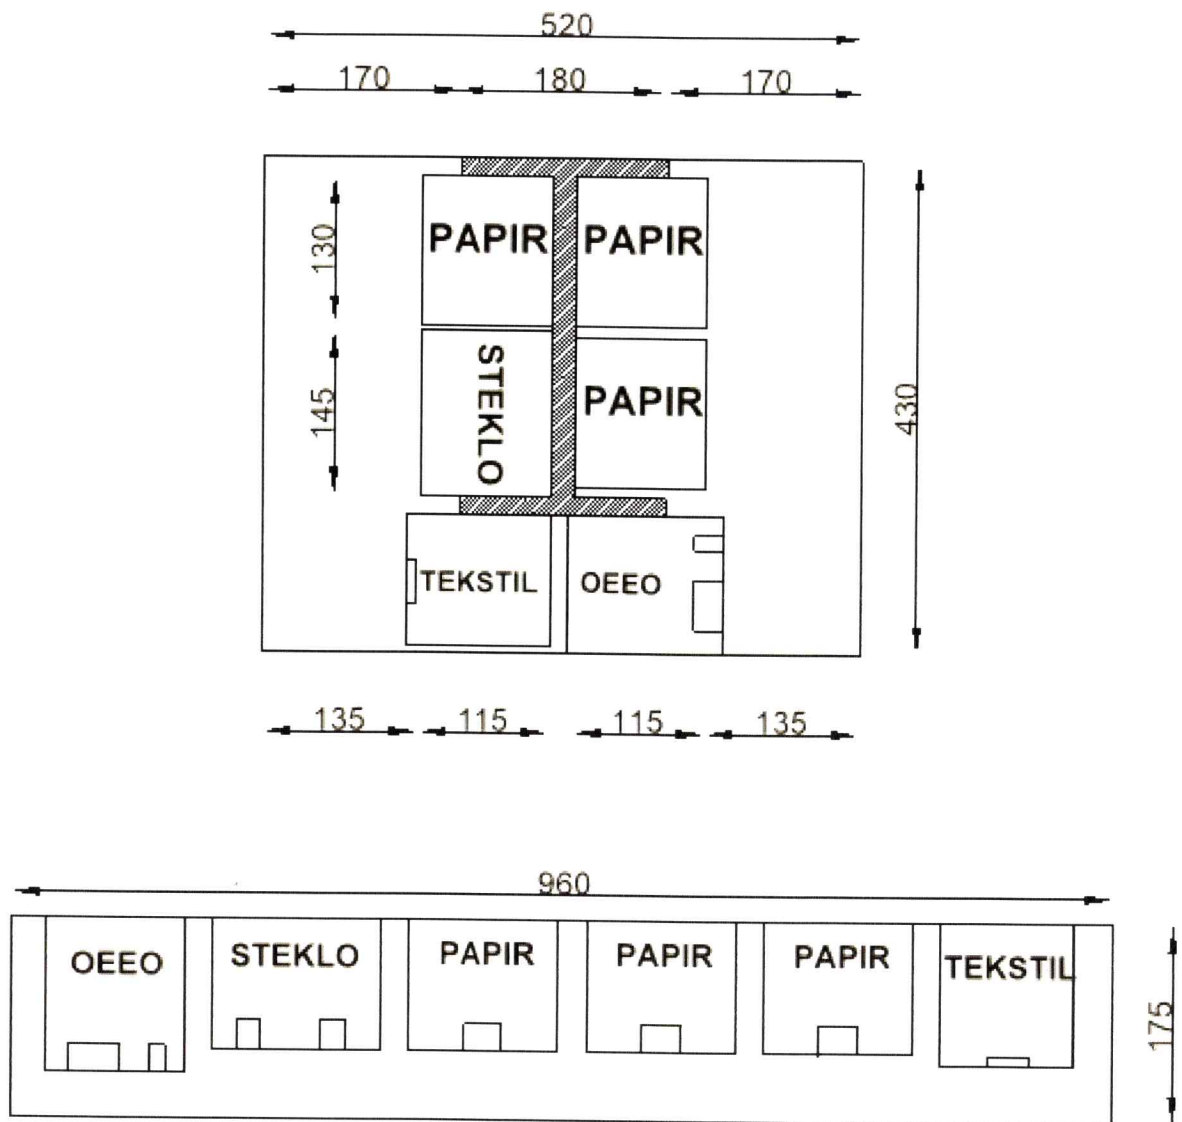 520
170 180 170
PAPIR PAPIR
130
STEKLO
PAPIR
145
430
TEKSTIL OEEO
135 115 115 135
960
OEEO STEKLO PAPIR PAPIR PAPIR TEKSTIL
175